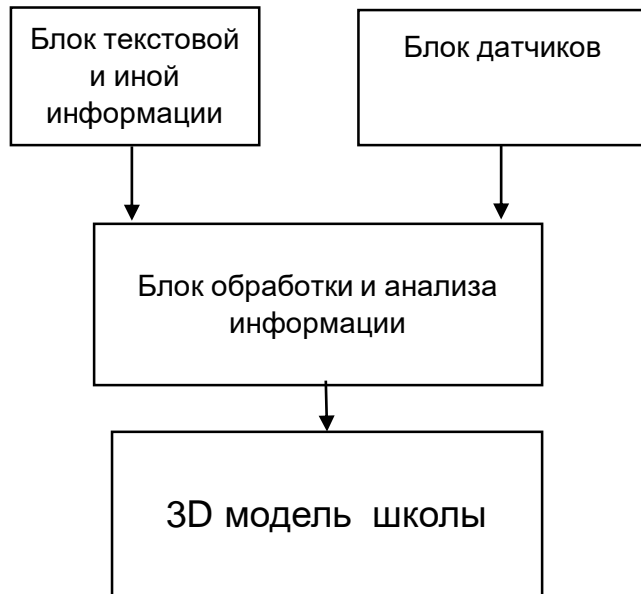 Блок текстовой
и иной
информации
Блок датчиков
Блок обработки и анализа
информации
3D модель школы